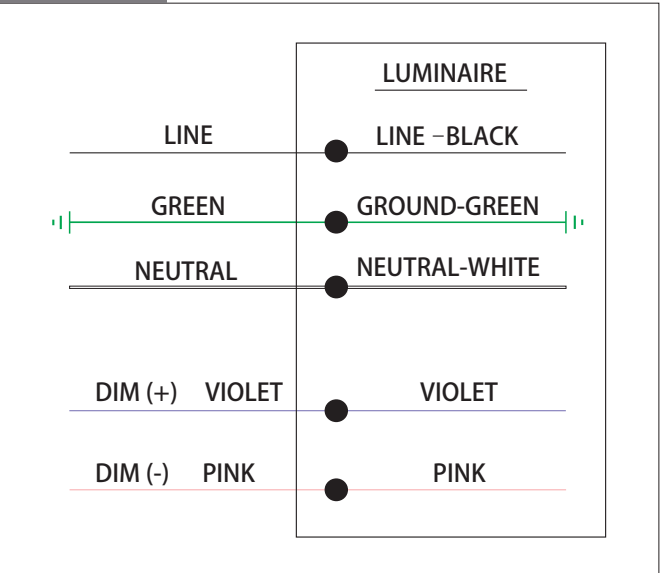 LUMINAIRE
LINE LINE –BLACK
GREEN GROUND-GREEN
NEUTRAL NEUTRAL-WHITE
DIM (+) VIOLET VIOLET
DIM (-) PINK PINK